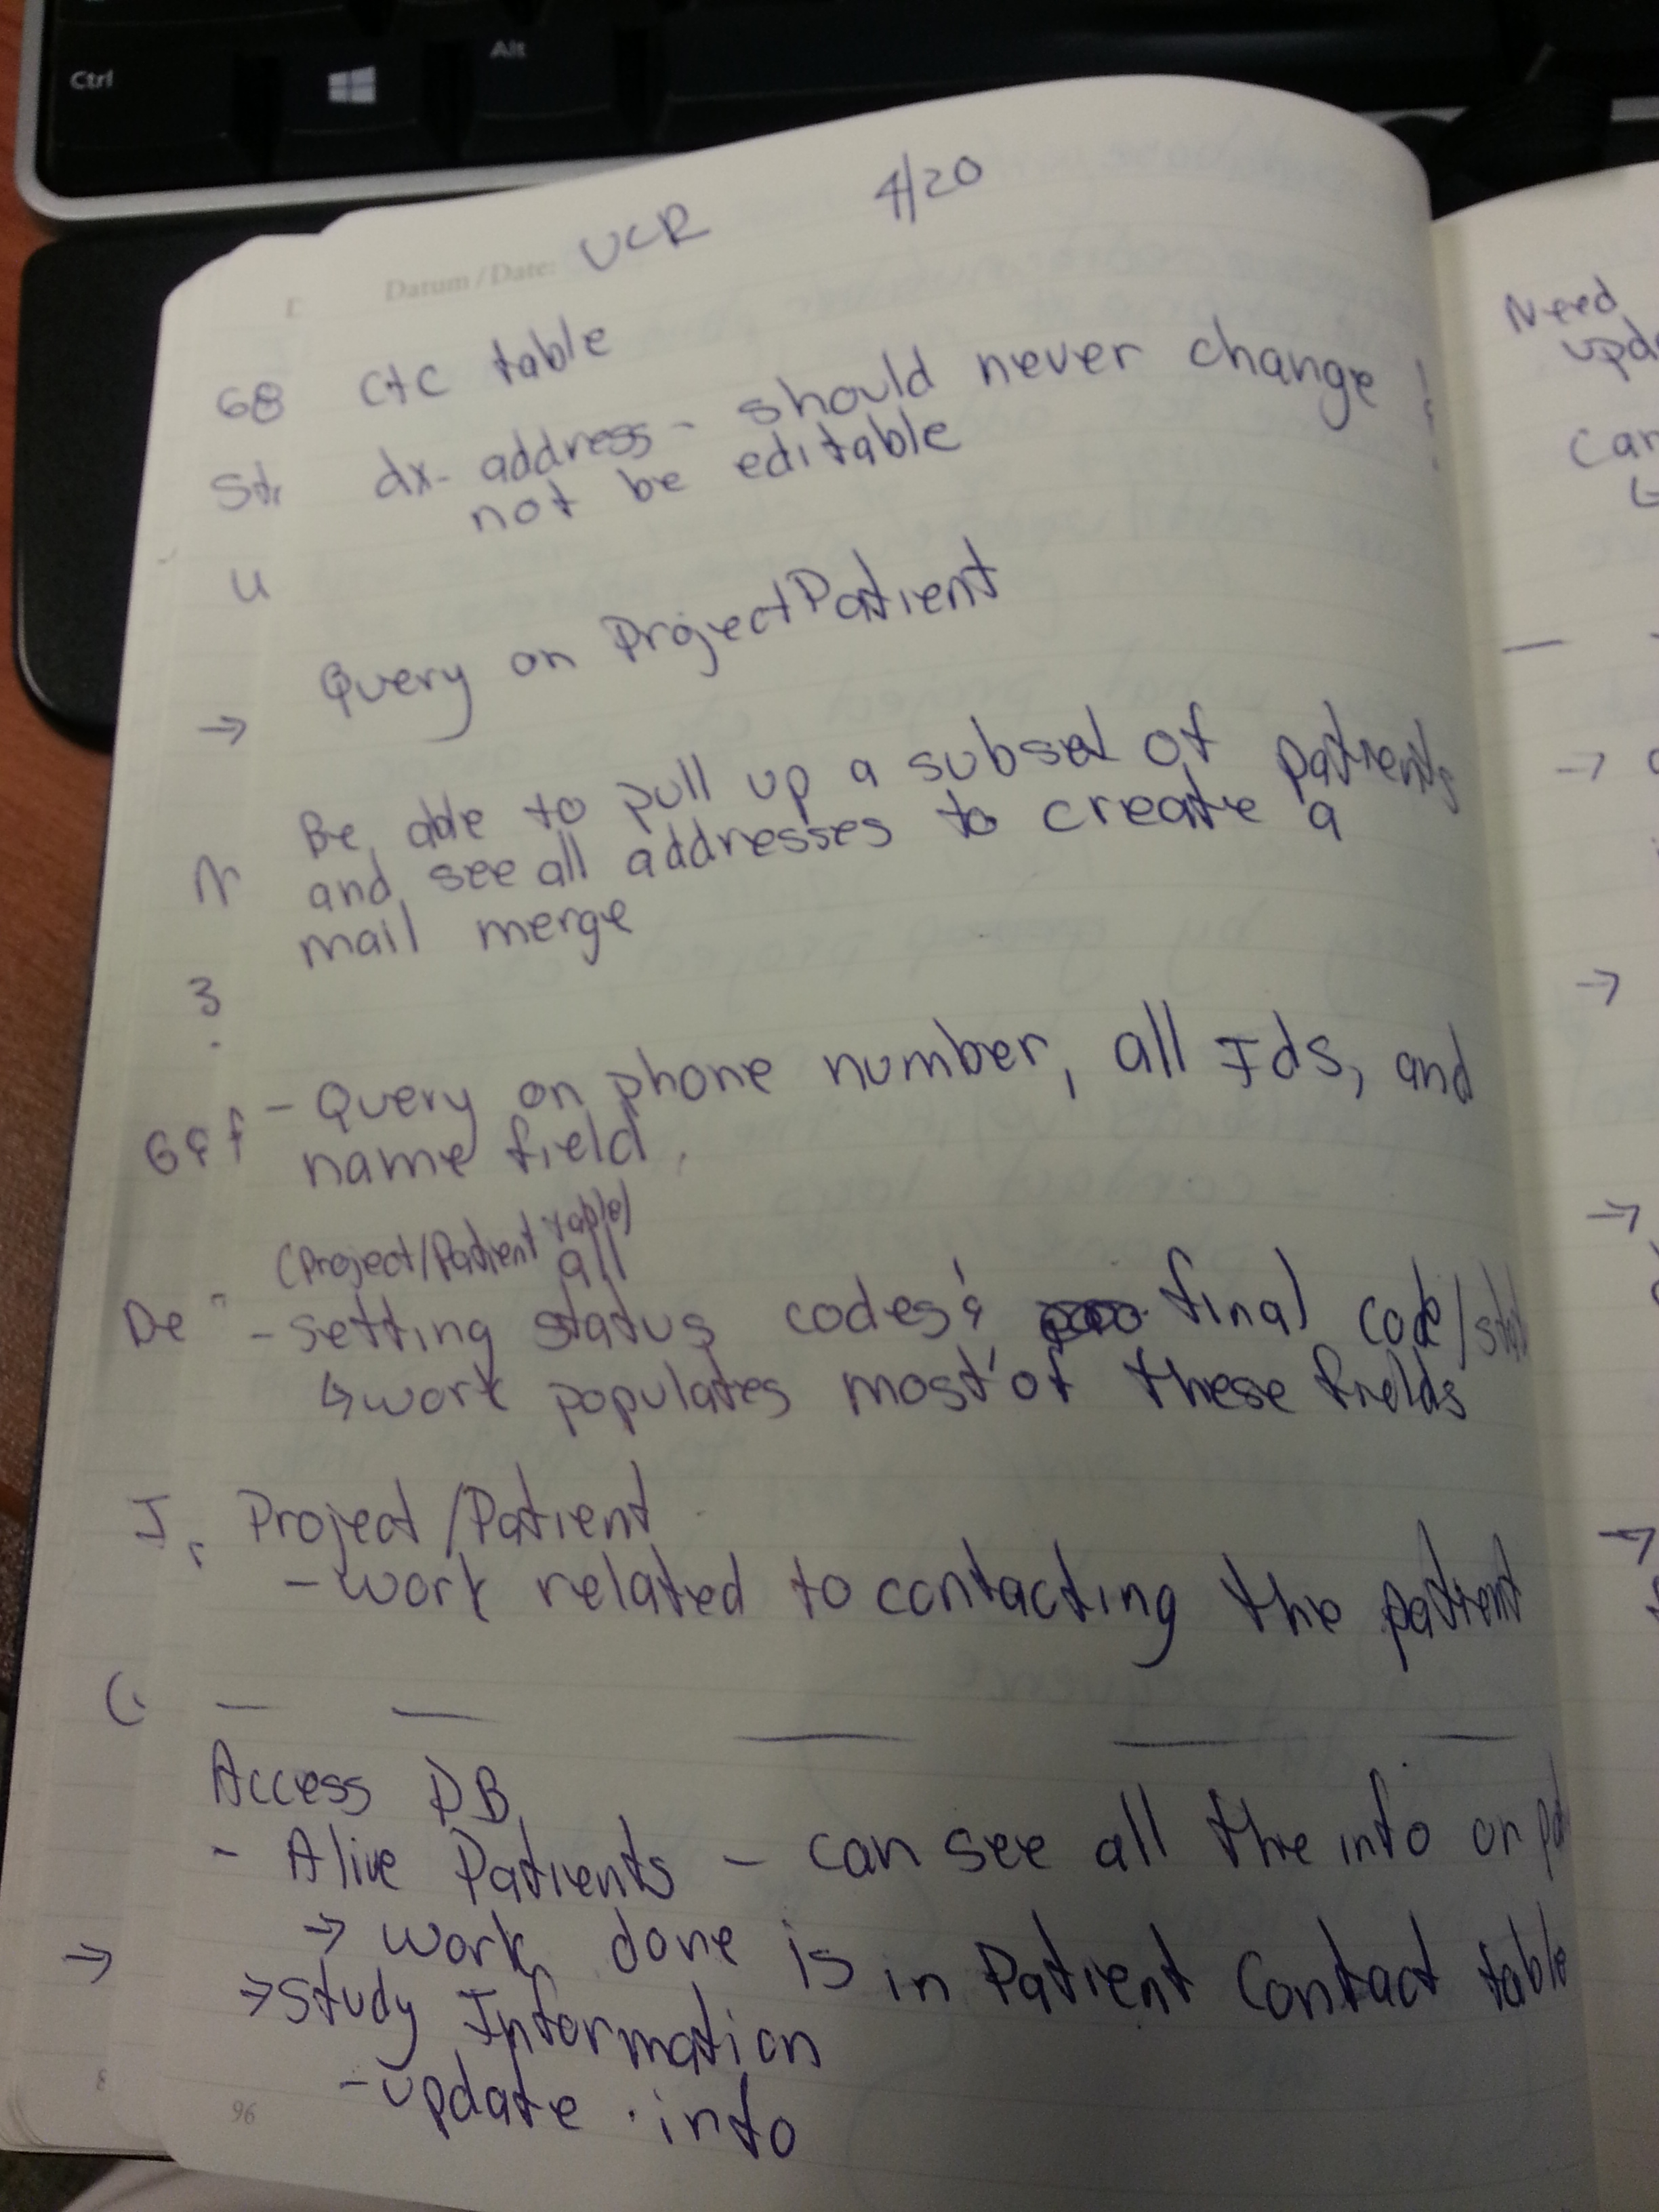 Ctrl
Alt
UCR 4/20
Datum / Date:
CtC table
dx- address - should never change!
not be editable
Query on ProjectPatient
Be able to pull up a subset of patients
and see all addresses to create a
mail merge
- Query on phone number, all Ids, and
name field.
(Project/Patient table)
all
- setting status codes & final code/
↳ work populates most of these fields
Project/Patient
- work related to contacting the patient
Access DB
- Alive Patients - can see all the info on
→ work done is in Patient Contact table
→ Study Information
- update info
96
68
St
U
→
N
3
G&f
De
I
C
→
8
Need
→
→
→
→